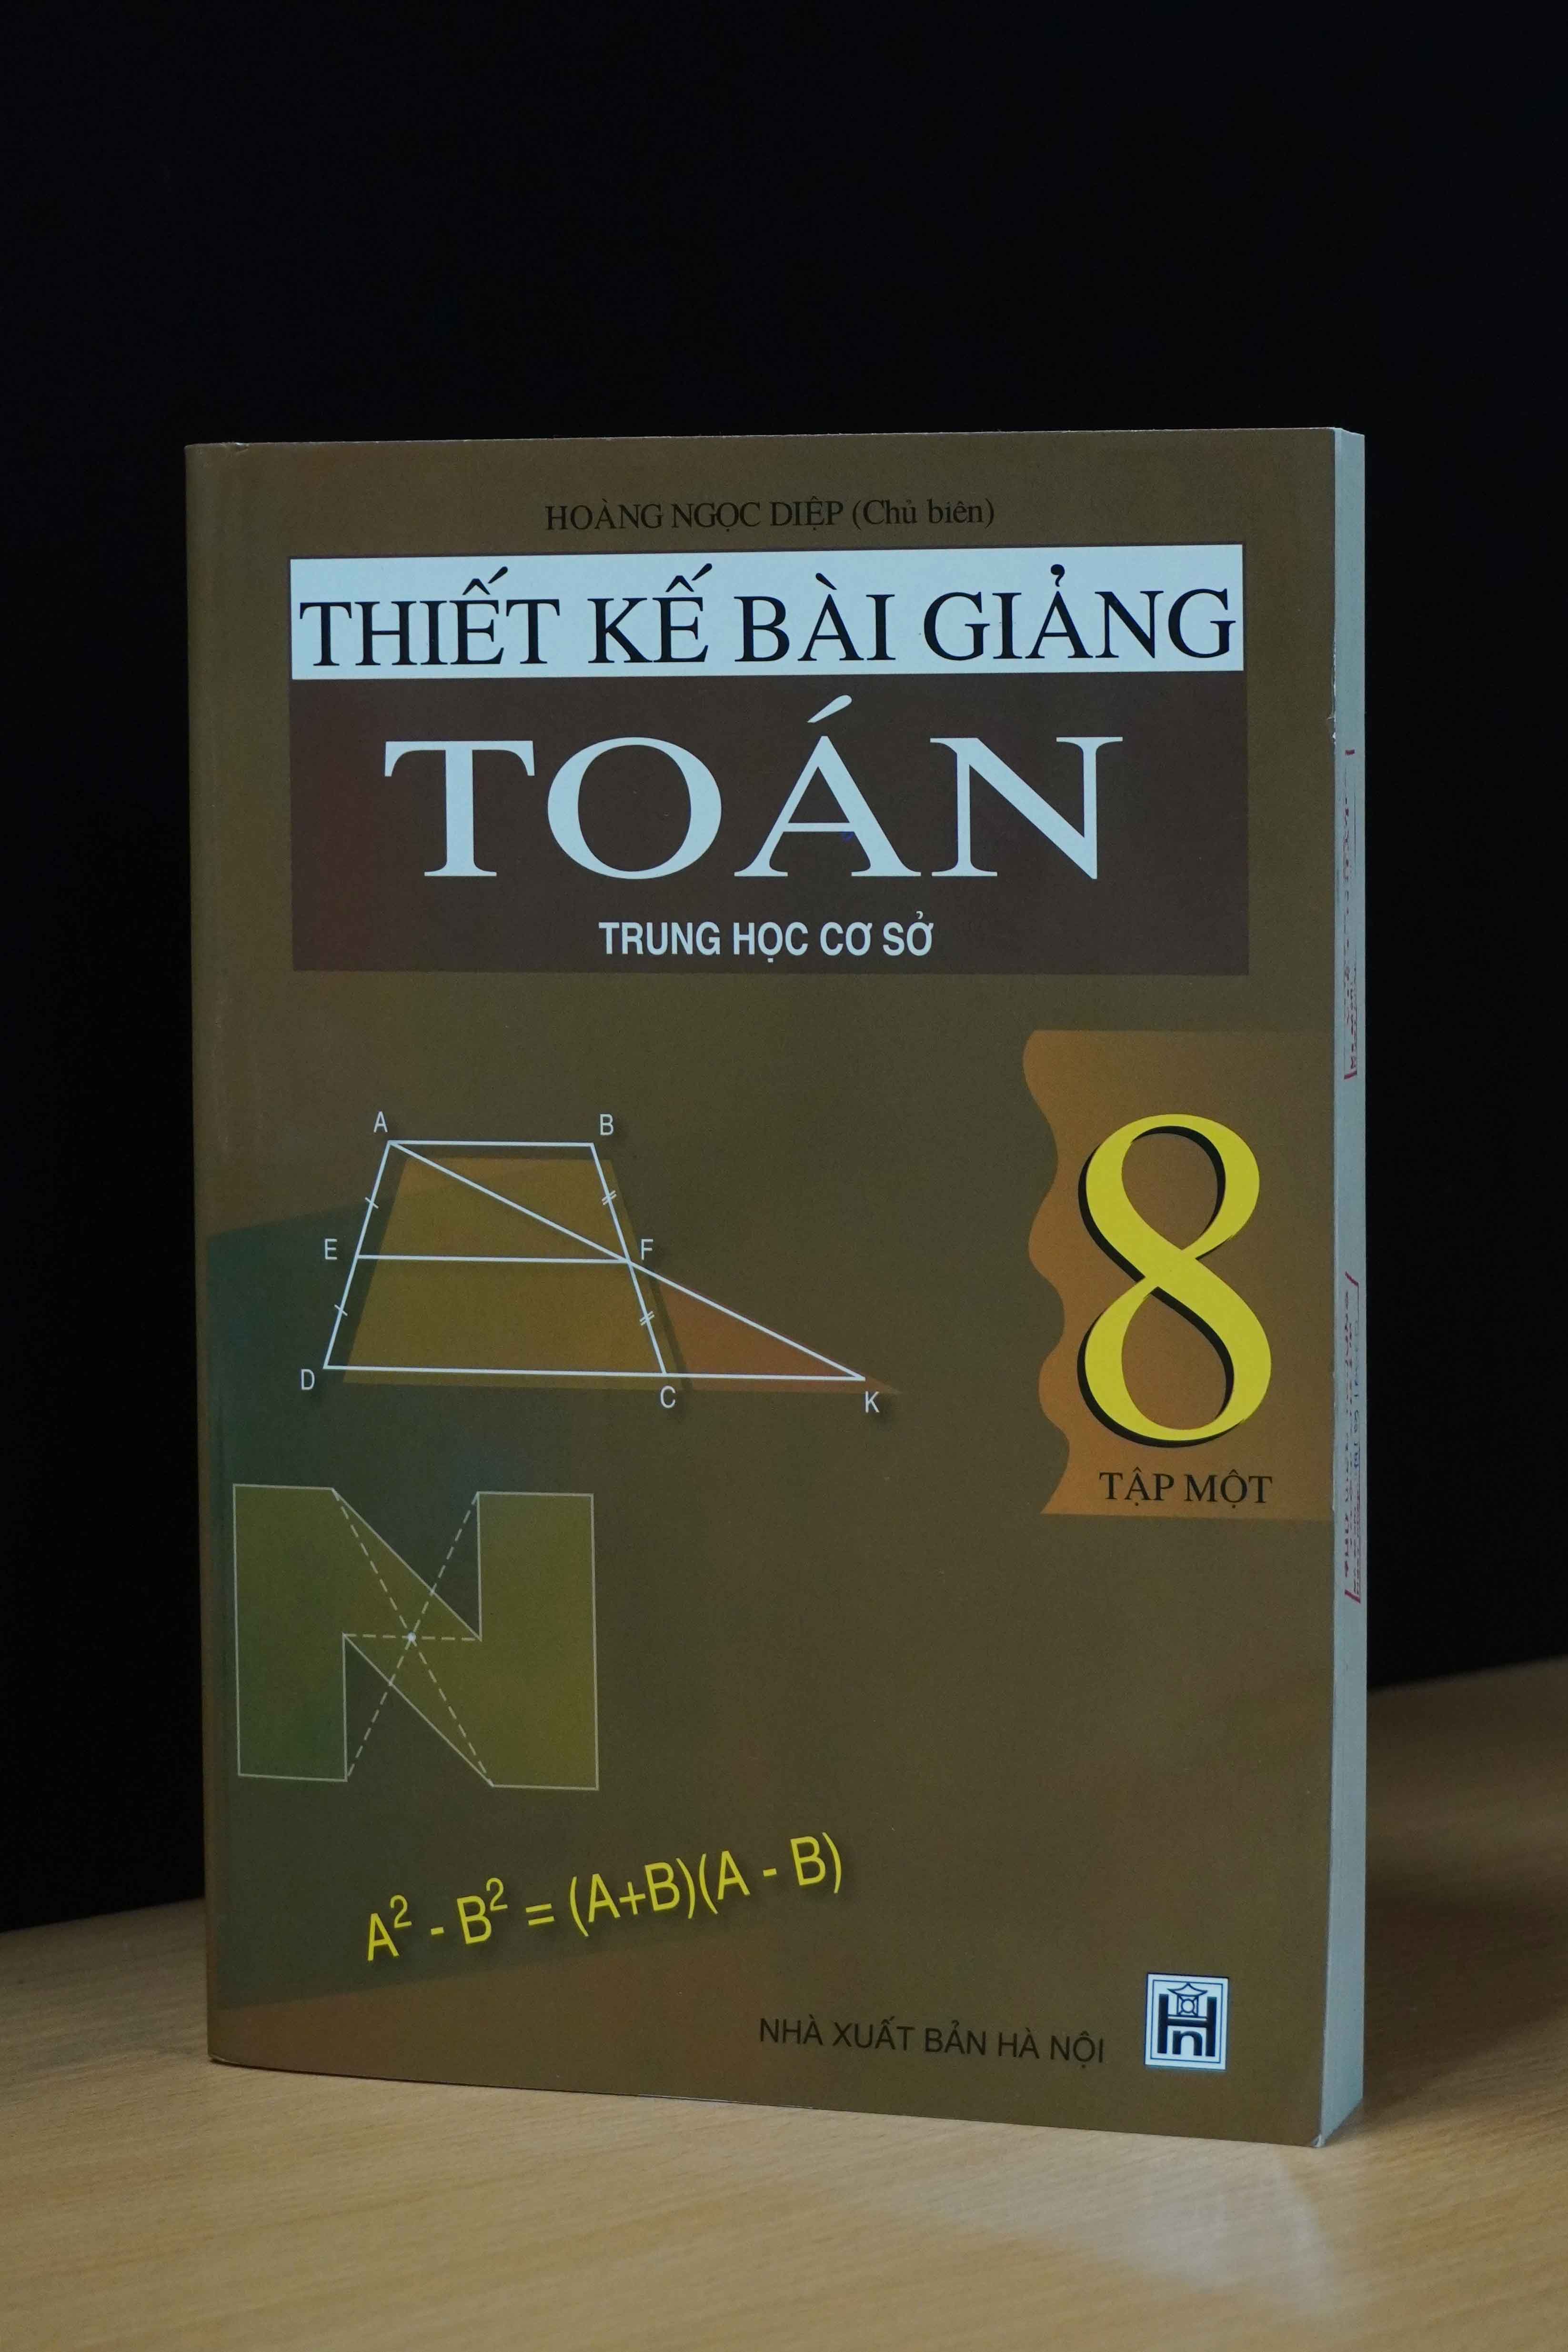 HOÀNG NGỌC DIỆP (Chủ biên)
THIẾT KẾ BÀI GIẢNG
TOÁN
TRUNG HỌC CƠ SỞ
A B
E F
D C K
8
TẬP MỘT
A² - B² = (A+B)(A - B)
NHÀ XUẤT BẢN HÀ NỘI
Hn